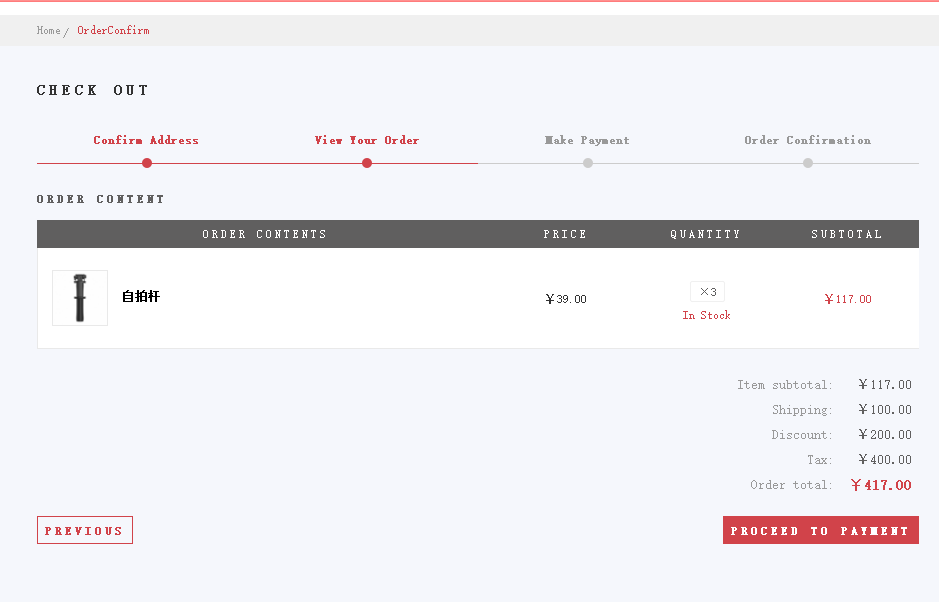 Home / OrderConfirm
CHECK OUT
Confirm Address View Your Order Make Payment Order Confirmation
ORDER CONTENT
ORDER CONTENTS PRICE QUANTITY SUBTOTAL
自拍杆 ￥39.00 ×3 ￥117.00
In Stock
Item subtotal: ￥117.00
Shipping: ￥100.00
Discount: ￥200.00
Tax: ￥400.00
Order total: ￥417.00
PREVIOUS PROCEED TO PAYMENT